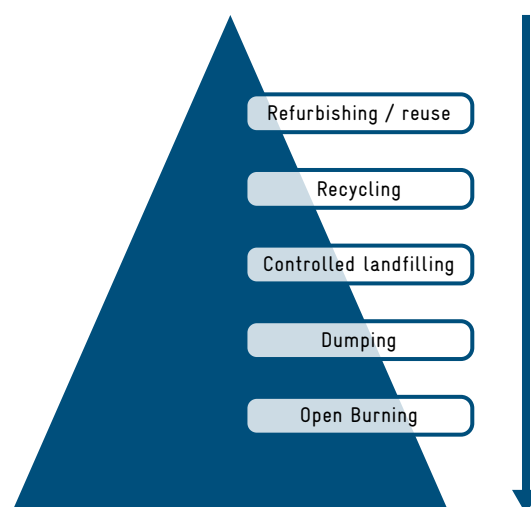 Refurbishing / reuse
Recycling
Controlled landfilling
Dumping
Open Burning